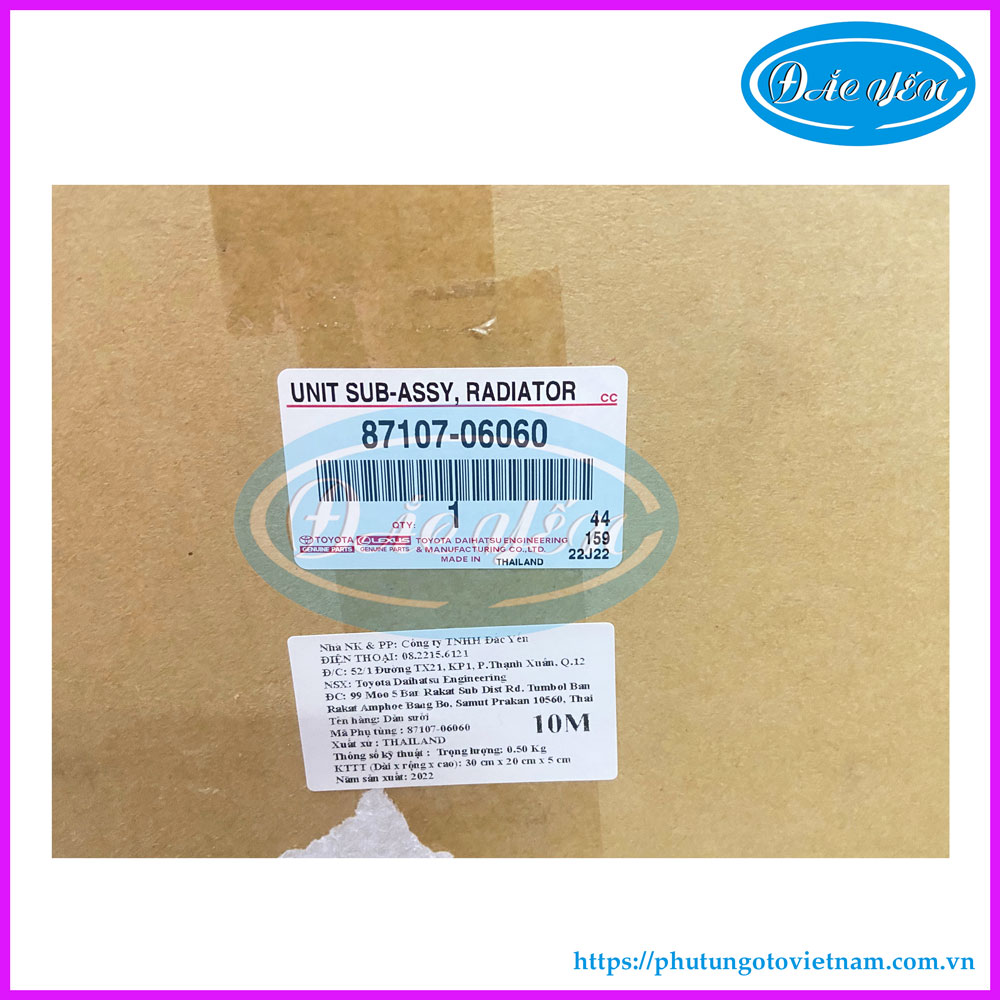 ĐẮC YẾN
UNIT SUB-ASSY, RADIATOR CC
87107-06060
QTY: 1
44
159
22J22
TOYOTA
GENUINE PARTS
LEXUS
GENUINE PARTS
TOYOTA DAIHATSU ENGINEERING
& MANUFACTURING CO., LTD.
MADE IN THAILAND
ĐẮC YẾN
Nhà NK & PP: Công ty TNHH Đắc Yến
ĐIỆN THOẠI: 08.2215.6121
Đ/C: 52/1 Đường TX21, KP1, P.Thạnh Xuân, Q.12
NSX: Toyota Daihatsu Engineering
ĐC: 99 Moo 5 Bar Rakat Sub Dist Rd. Tumbol Ban
Rakat Amphoe Bang Bo, Samut Prakan 10560, Thai
Tên hàng: Dàn sưởi
Mã Phụ tùng : 87107-06060
Xuất xứ : THAILAND
10M
Thông số kỹ thuật : Trọng lượng: 0.50 Kg
KTTT (Dài x rộng x cao): 30 cm x 20 cm x 5 cm
Năm sản xuất: 2022
https://phutungotovietnam.com.vn